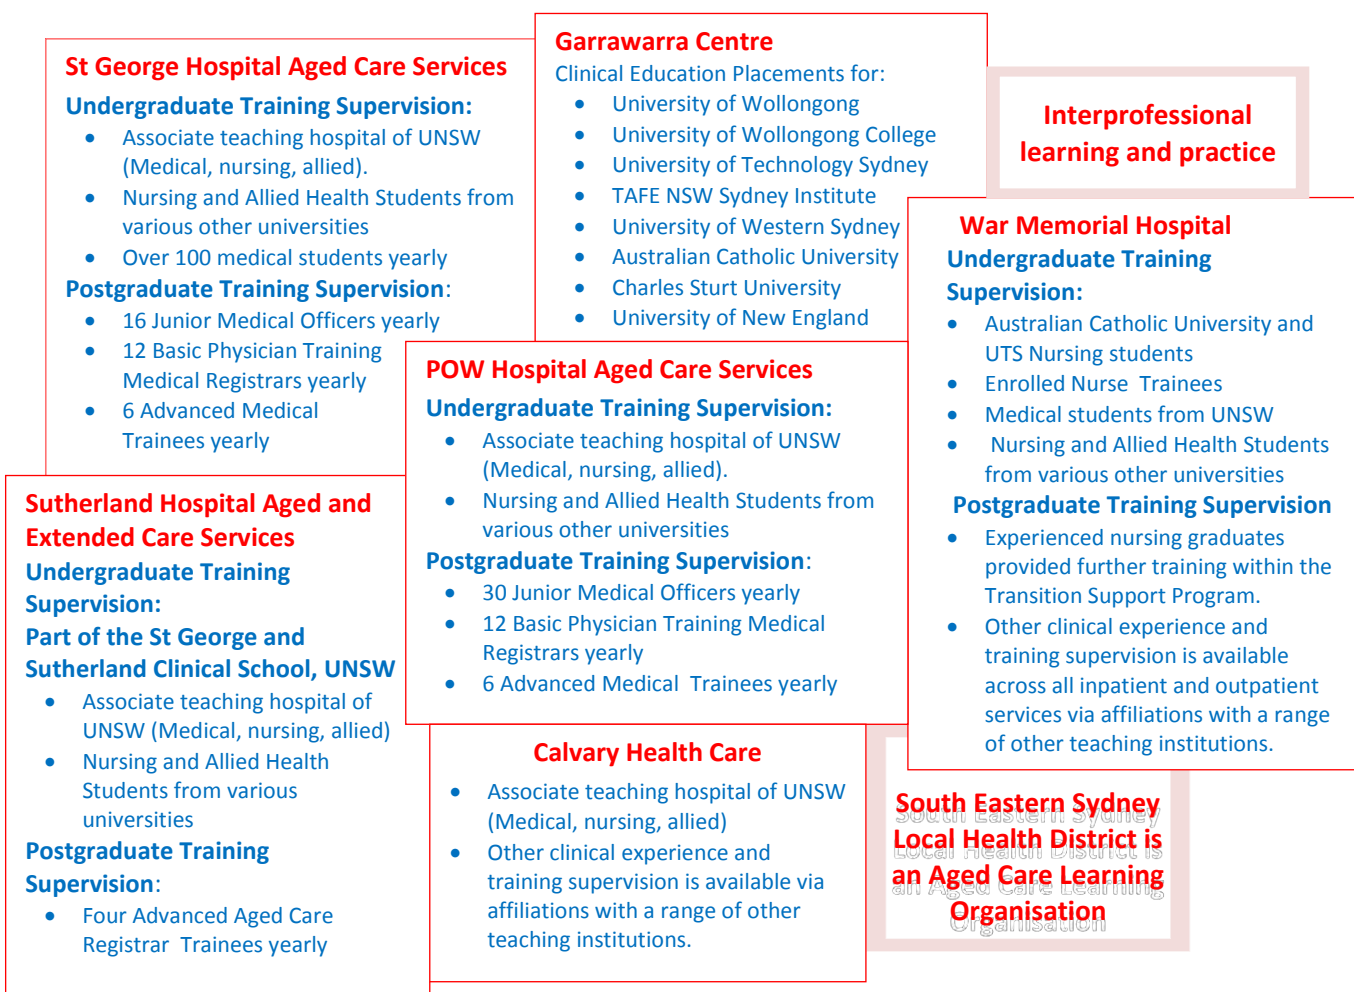 St George Hospital Aged Care Services
Undergraduate Training Supervision:
• Associate teaching hospital of UNSW
(Medical, nursing, allied).
• Nursing and Allied Health Students from
various other universities
• Over 100 medical students yearly
Postgraduate Training Supervision:
• 16 Junior Medical Officers yearly
• 12 Basic Physician Training
Medical Registrars yearly
• 6 Advanced Medical
Trainees yearly
Garrawarra Centre
Clinical Education Placements for:
• University of Wollongong
• University of Wollongong College
• University of Technology Sydney
• TAFE NSW Sydney Institute
• University of Western Sydney
• Australian Catholic University
• Charles Sturt University
• University of New England
Interprofessional
learning and practice
War Memorial Hospital
Undergraduate Training
Supervision:
• Australian Catholic University and
UTS Nursing students
• Enrolled Nurse Trainees
• Medical students from UNSW
• Nursing and Allied Health Students
from various other universities
Postgraduate Training Supervision
• Experienced nursing graduates
provided further training within the
Transition Support Program.
• Other clinical experience and
training supervision is available
across all inpatient and outpatient
services via affiliations with a range
of other teaching institutions.
POW Hospital Aged Care Services
Undergraduate Training Supervision:
• Associate teaching hospital of UNSW
(Medical, nursing, allied).
• Nursing and Allied Health Students from
various other universities
Postgraduate Training Supervision:
• 30 Junior Medical Officers yearly
• 12 Basic Physician Training Medical
Registrars yearly
• 6 Advanced Medical Trainees yearly
Sutherland Hospital Aged and
Extended Care Services
Undergraduate Training
Supervision:
Part of the St George and
Sutherland Clinical School, UNSW
• Associate teaching hospital of
UNSW (Medical, nursing, allied)
• Nursing and Allied Health
Students from various
universities
Postgraduate Training
Supervision:
• Four Advanced Aged Care
Registrar Trainees yearly
Calvary Health Care
• Associate teaching hospital of UNSW
(Medical, nursing, allied)
• Other clinical experience and
training supervision is available via
affiliations with a range of other
teaching institutions.
South Eastern Sydney
Local Health District is
an Aged Care Learning
Organisation